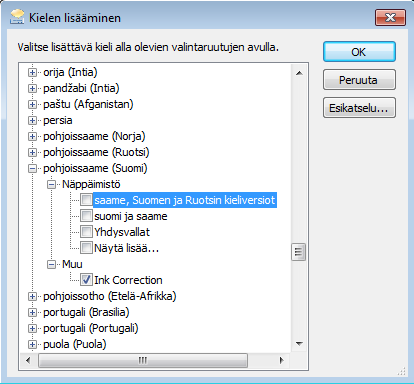 Kielen lisääminen
Valitse lisättävä kieli alla olevien valintaruutujen avulla.
OK
Peruuta
Esikatselu...
orija (Intia)
pandžabi (Intia)
paštu (Afganistan)
persia
pohjoissaame (Norja)
pohjoissaame (Ruotsi)
pohjoissaame (Suomi)
Näppäimistö
saame, Suomen ja Ruotsin kieliversiot
suomi ja saame
Yhdysvallat
Näytä lisää...
Muu
Ink Correction
pohjoissotho (Etelä-Afrikka)
portugali (Brasilia)
portugali (Portugali)
puola (Puola)